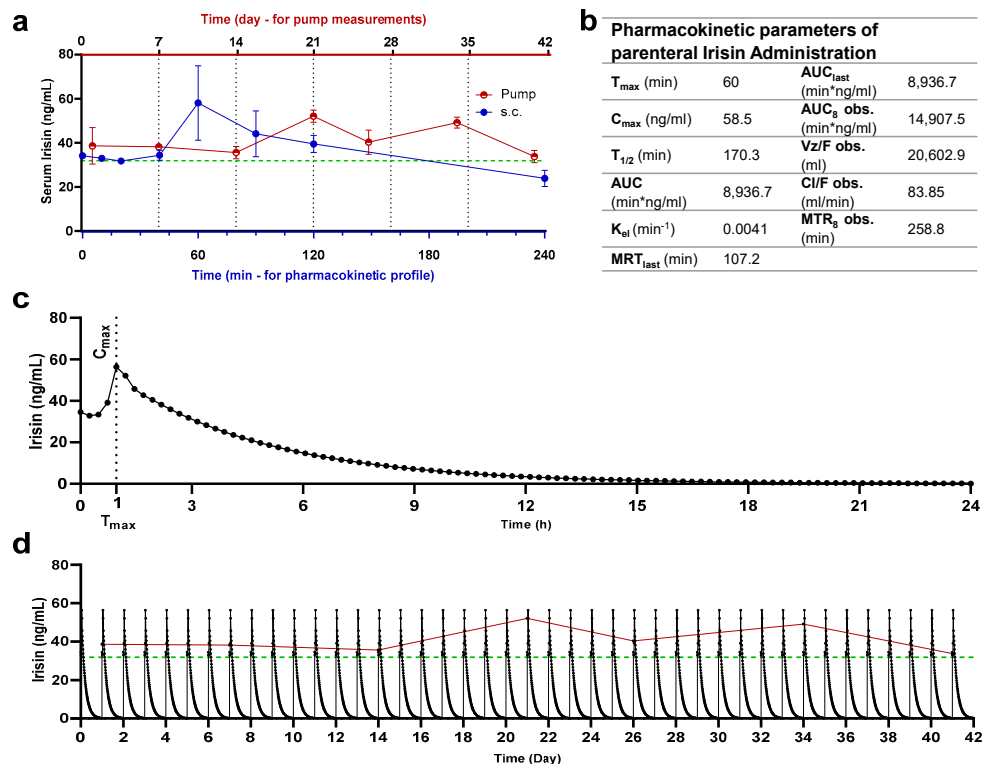 a
Time (day - for pump measurements)
0 7 14 21 28 35 42
80
60
40
20
0
Serum Irisin (ng/mL)
Pump
s.c.
0 60 120 180 240
Time (min - for pharmacokinetic profile)
b
Pharmacokinetic parameters of
parenteral Irisin Administration
Tmax (min) 60 AUClast (min*ng/ml) 8,936.7
Cmax (ng/ml) 58.5 AUC8 obs. (min*ng/ml) 14,907.5
T1/2 (min) 170.3 Vz/F obs. (ml) 20,602.9
AUC (min*ng/ml) 8,936.7 Cl/F obs. (ml/min) 83.85
Kel (min-1) 0.0041 MTR8 obs. (min) 258.8
MRTlast (min) 107.2
c
80
60
40
20
0
Irisin (ng/mL)
Cmax
0 1 3 6 9 12 15 18 21 24
Tmax
Time (h)
d
80
60
40
20
0
Irisin (ng/mL)
0 2 4 6 8 10 12 14 16 18 20 22 24 26 28 30 32 34 36 38 40 42
Time (Day)